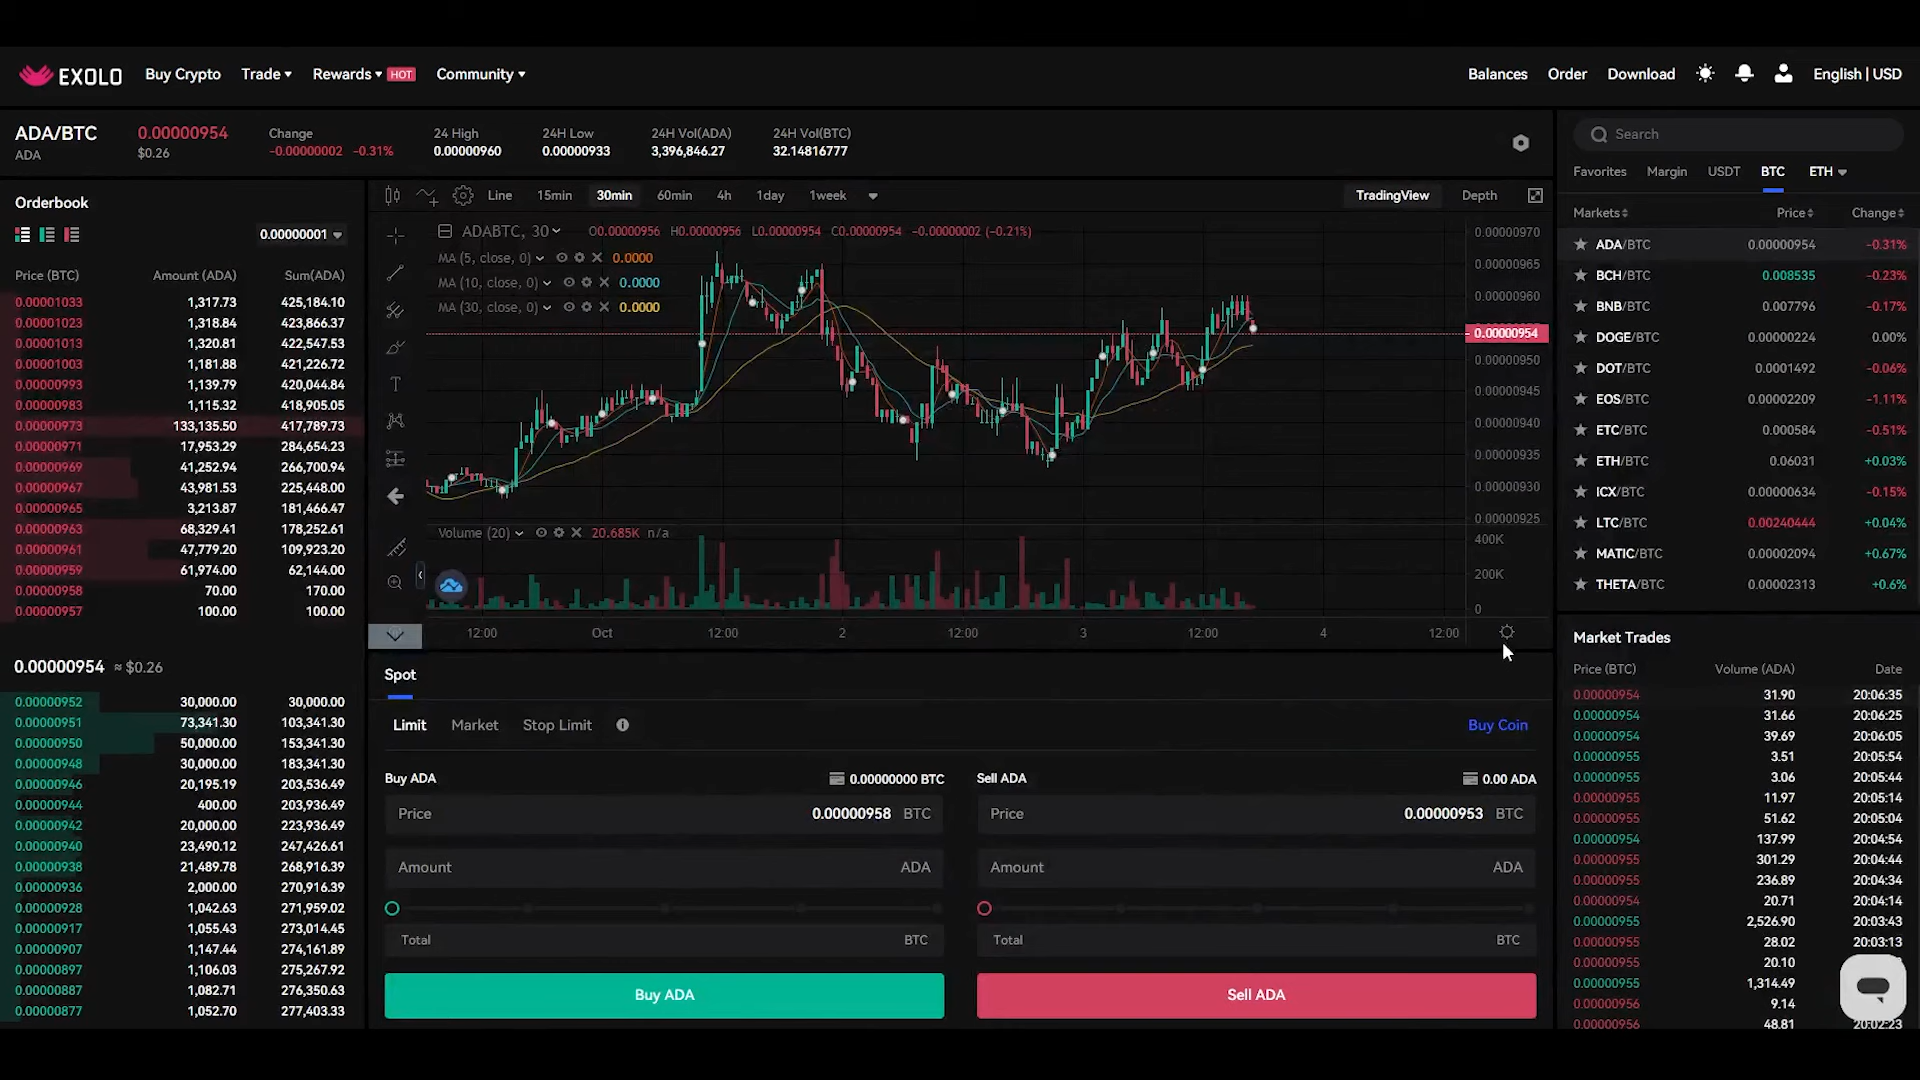 EXOLO
Buy Crypto
Trade
Rewards HOT
Community
Balances
Order
Download
English | USD
ADA/BTC
ADA
0.00000954
$0.26
Change
-0.00000002 -0.31%
24 High
0.00000960
24H Low
0.00000933
24H Vol(ADA)
3,396,846.27
24H Vol(BTC)
32.14816777
Orderbook
0.00000001
Price (BTC) Amount (ADA) Sum(ADA)
0.00001033 1,317.73 425,184.10
0.00001023 1,318.84 423,866.37
0.00001013 1,320.81 422,547.53
0.00001003 1,181.88 421,226.72
0.00000993 1,139.79 420,044.84
0.00000983 1,115.32 418,905.05
0.00000973 133,135.50 417,789.73
0.00000971 17,953.29 284,654.23
0.00000969 41,252.94 266,700.94
0.00000967 43,981.53 225,448.00
0.00000965 3,213.87 181,466.47
0.00000963 68,329.41 178,252.61
0.00000961 47,779.20 109,923.20
0.00000959 61,974.00 62,144.00
0.00000958 70.00 170.00
0.00000957 100.00 100.00
0.00000954 ≈ $0.26
0.00000952 30,000.00 30,000.00
0.00000951 73,341.30 103,341.30
0.00000950 50,000.00 153,341.30
0.00000948 30,000.00 183,341.30
0.00000946 20,195.19 203,536.49
0.00000944 400.00 203,936.49
0.00000942 20,000.00 223,936.49
0.00000940 23,490.12 247,426.61
0.00000938 21,489.78 268,916.39
0.00000936 2,000.00 270,916.39
0.00000928 1,042.63 271,959.02
0.00000917 1,055.43 273,014.45
0.00000907 1,147.44 274,161.89
0.00000897 1,106.03 275,267.92
0.00000887 1,082.71 276,350.63
0.00000877 1,052.70 277,403.33
Line 15min 30min 60min 4h 1day 1week
TradingView Depth
ADABTC, 30 O0.00000956 H0.00000956 L0.00000954 C0.00000954 -0.00000002 (-0.21%)
MA (5, close, 0) 0.0000
MA (10, close, 0) 0.0000
MA (30, close, 0) 0.0000
0.00000970
0.00000965
0.00000960
0.00000954
0.00000950
0.00000945
0.00000940
0.00000935
0.00000930
0.00000925
Volume (20) 20.685K n/a
400K
200K
0
12:00 Oct 12:00 2 12:00 3 12:00 4 12:00
Spot
Limit Market Stop Limit
Buy Coin
Buy ADA 0.00000000 BTC
Price 0.00000958 BTC
Amount ADA
Total BTC
Buy ADA
Sell ADA 0.00 ADA
Price 0.00000953 BTC
Amount ADA
Total BTC
Sell ADA
Search
Favorites Margin USDT BTC ETH
Markets Price Change
ADA/BTC 0.00000954 -0.31%
BCH/BTC 0.008535 -0.23%
BNB/BTC 0.007796 -0.17%
DOGE/BTC 0.00000224 0.00%
DOT/BTC 0.0001492 -0.06%
EOS/BTC 0.00002209 -1.11%
ETC/BTC 0.000584 -0.51%
ETH/BTC 0.06031 +0.03%
ICX/BTC 0.00000634 -0.15%
LTC/BTC 0.00240444 +0.04%
MATIC/BTC 0.00002094 +0.67%
THETA/BTC 0.00002313 +0.6%
Market Trades
Price (BTC) Volume (ADA) Date
0.00000954 31.90 20:06:35
0.00000954 31.66 20:06:25
0.00000954 39.69 20:06:05
0.00000955 3.51 20:05:54
0.00000955 3.06 20:05:44
0.00000955 11.97 20:05:14
0.00000955 51.62 20:05:04
0.00000954 137.99 20:04:54
0.00000955 301.29 20:04:44
0.00000955 236.89 20:04:34
0.00000954 20.71 20:04:14
0.00000955 2,526.90 20:03:43
0.00000955 28.02 20:03:13
0.00000955 20.10
0.00000955 1,314.49
0.00000956 9.14
0.00000956 48.81 20:02:23